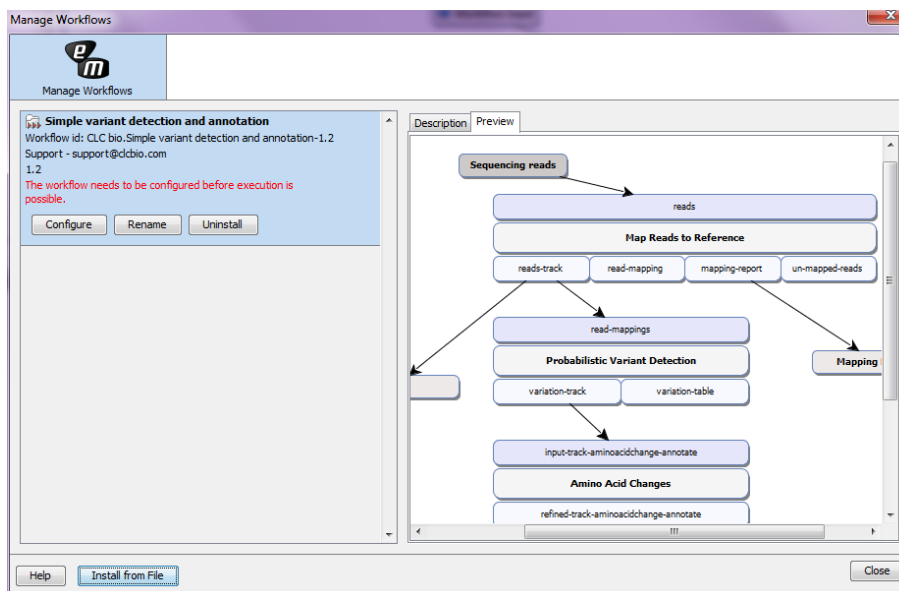 Manage Workflows
X
em
Manage Workflows
Simple variant detection and annotation
Workflow id: CLC bio.Simple variant detection and annotation-1.2
Support - support@clcbio.com
1.2
The workflow needs to be configured before execution is
possible.
Configure Rename Uninstall
Description Preview
Sequencing reads
reads
Map Reads to Reference
reads-track read-mapping mapping-report un-mapped-reads
read-mappings
Probabilistic Variant Detection
Mapping
variation-track variation-table
input-track-aminoacidchange-annotate
Amino Acid Changes
refined-track-aminoacidchange-annotate
Help Install from File Close